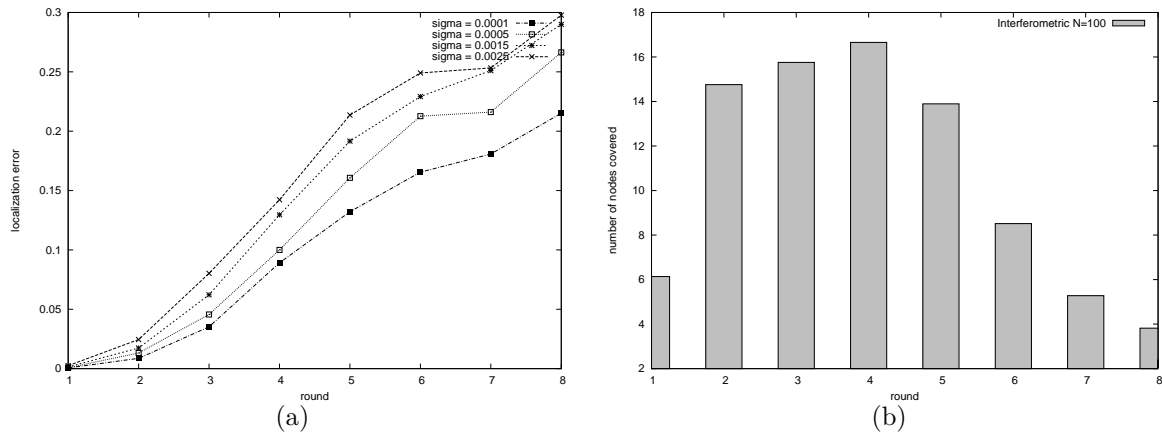 0.3
0.25
0.2
0.15
0.1
0.05
0
localization error
sigma = 0.0001
sigma = 0.0005
sigma = 0.0015
sigma = 0.0025
1 2 3 4 5 6 7 8
round
(a)
18
16
14
12
10
8
6
4
2
number of nodes covered
Interferometric N=100
1 2 3 4 5 6 7 8
round
(b)